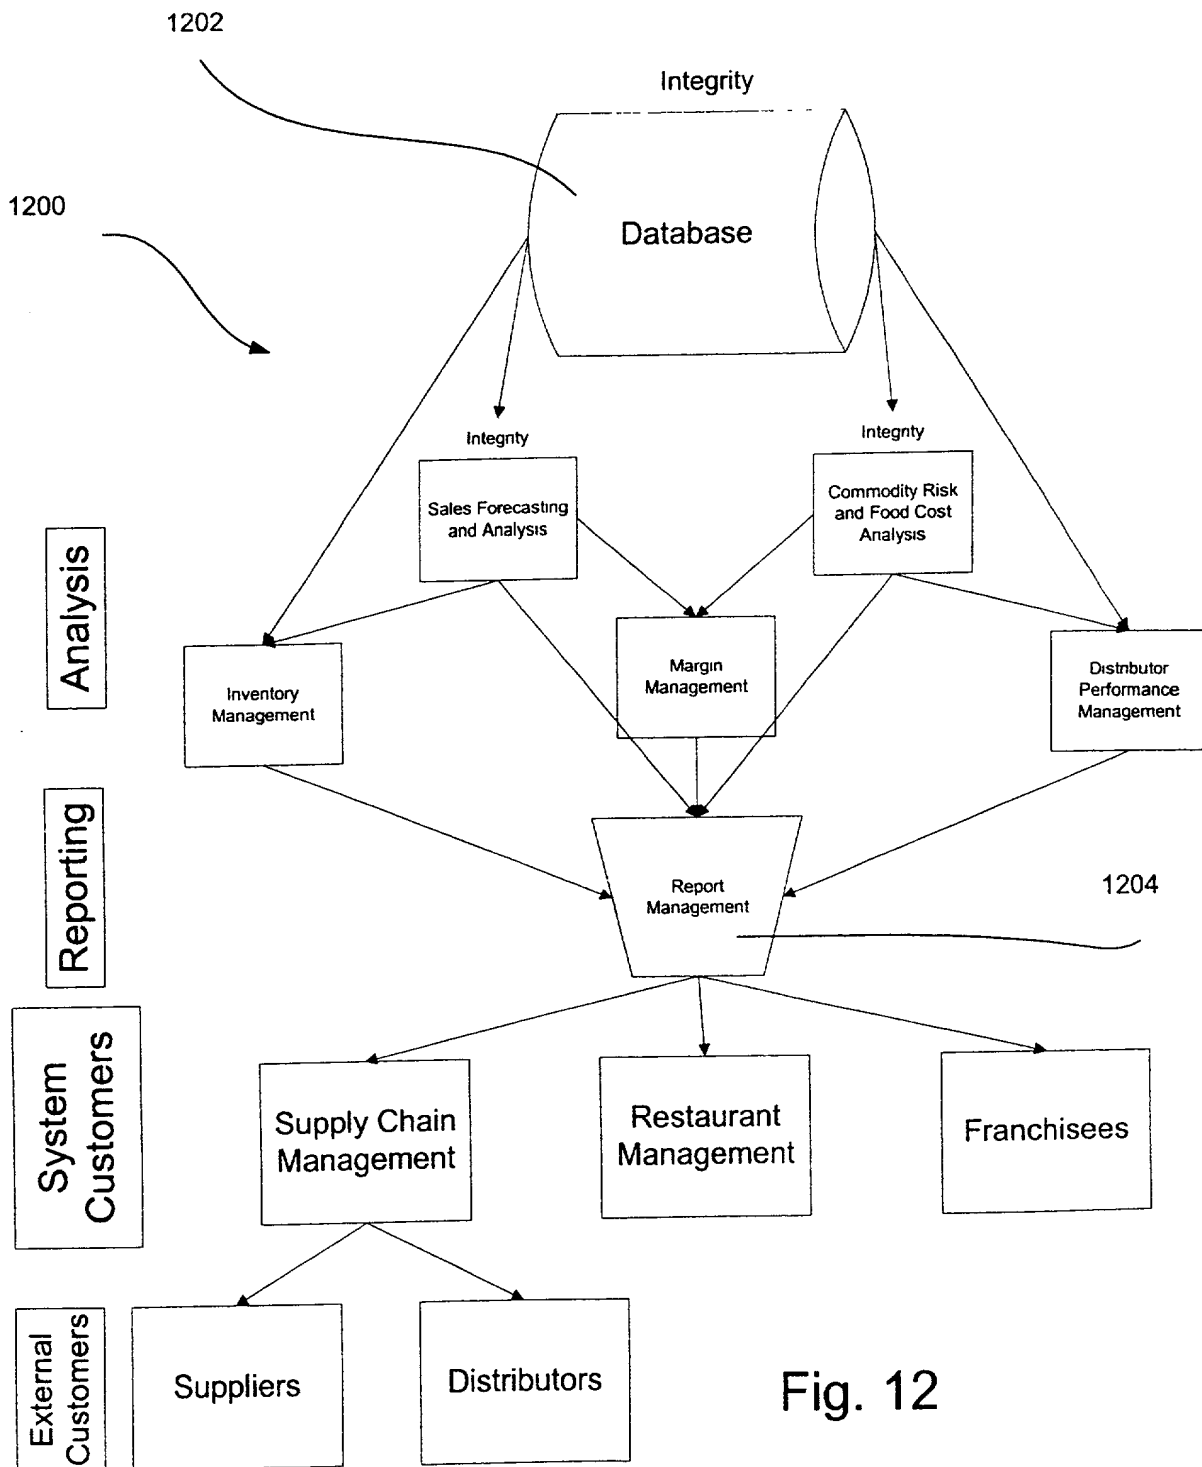 1202
Integrity
1200
Database
Integrity
Integrity
Sales Forecasting
and Analysis
Commodity Risk
and Food Cost
Analysis
Analysis
Inventory
Management
Margin
Management
Distributor
Performance
Management
Reporting
Report
Management
1204
System
Customers
Supply Chain
Management
Restaurant
Management
Franchisees
External
Customers
Suppliers
Distributors
Fig. 12